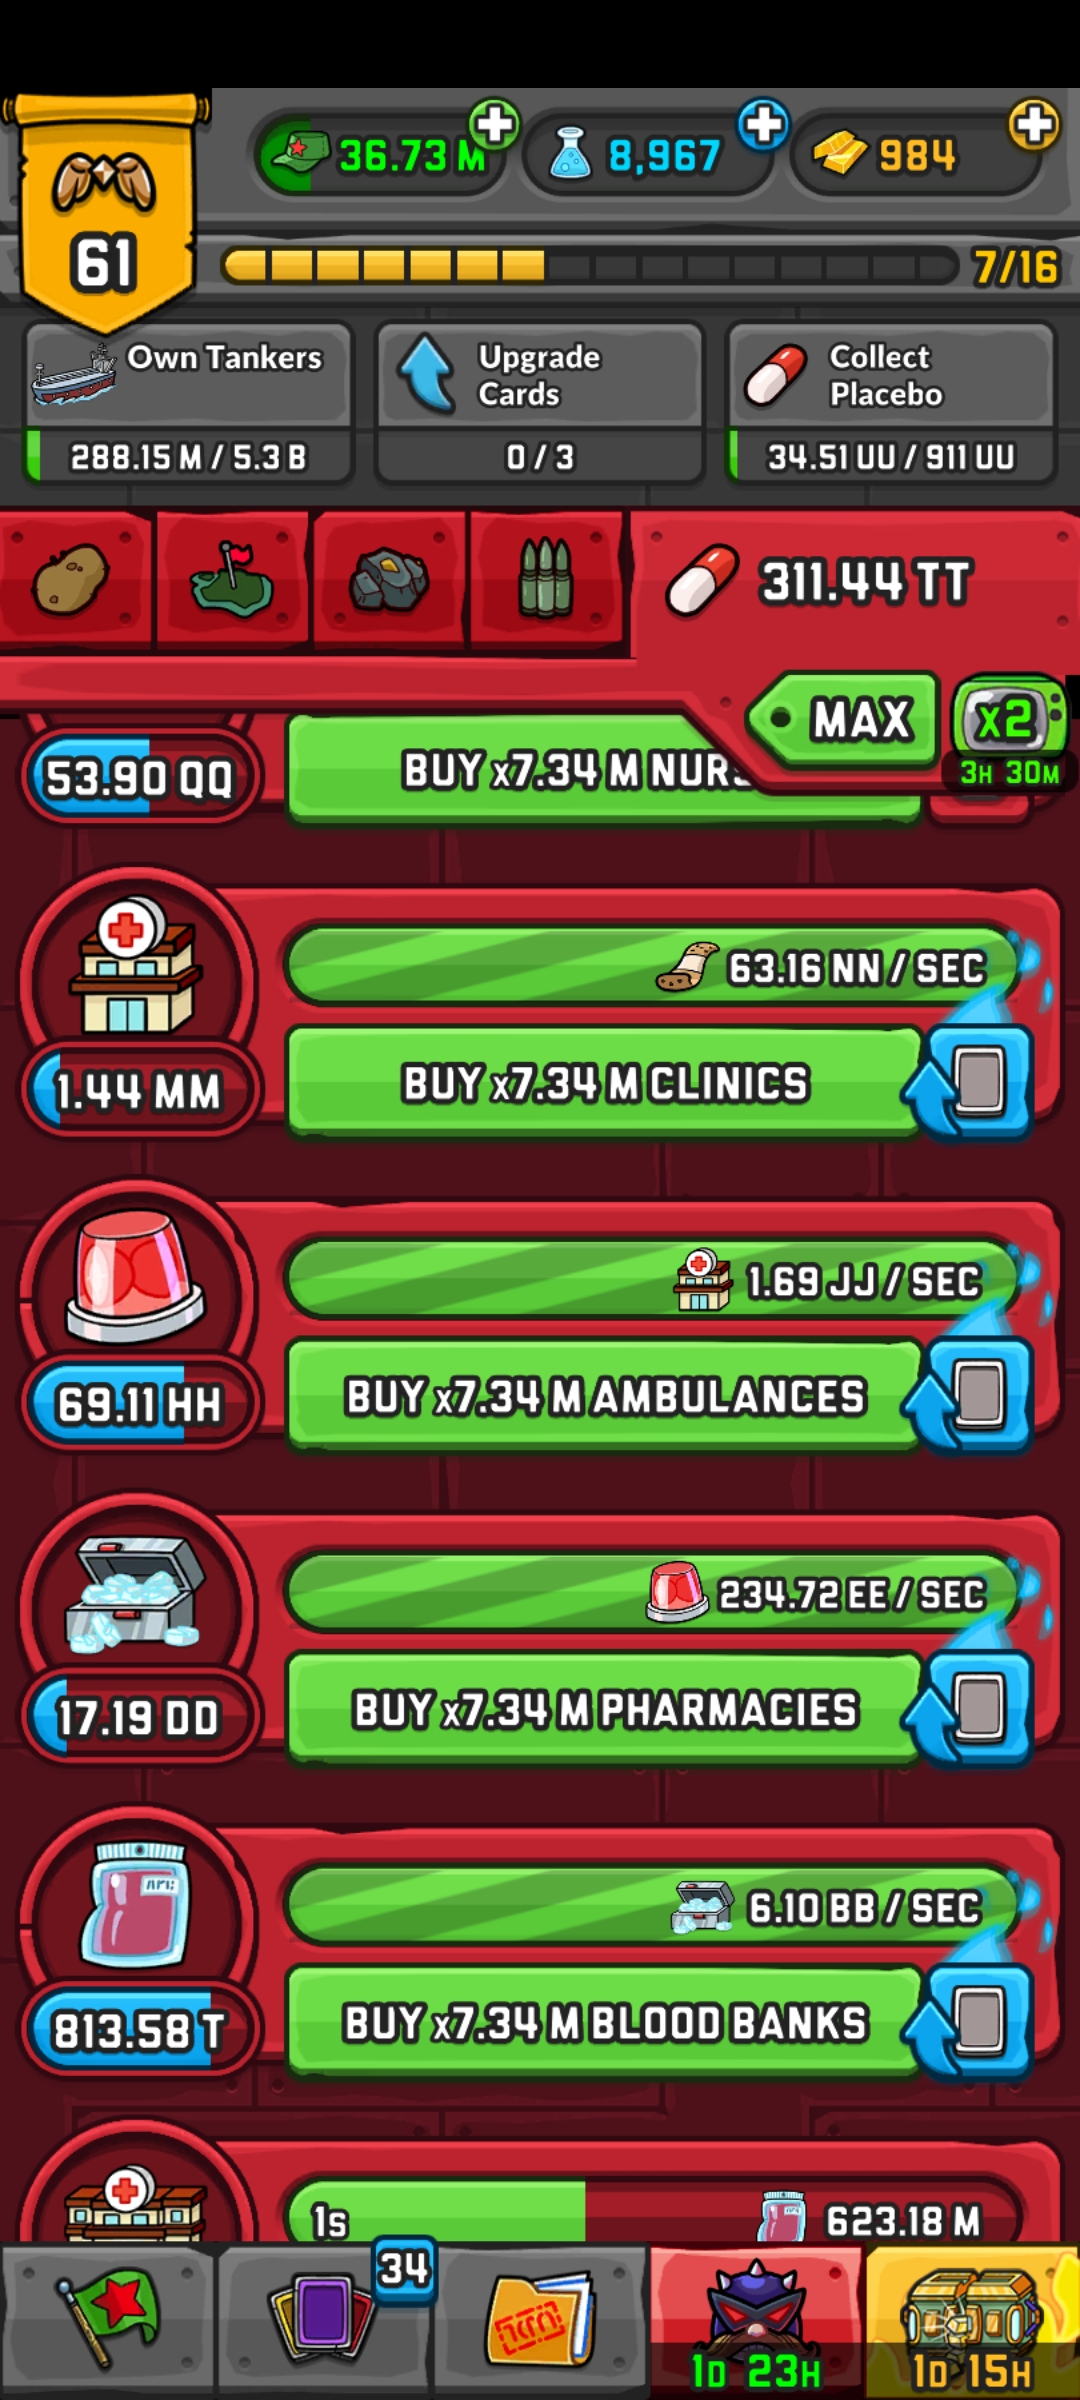 36.73 M
8,967
984
61
7/16
Own Tankers
288.15 M / 5.3 B
Upgrade
Cards
0 / 3
Collect
Placebo
34.51 UU / 911 UU
311.44 TT
MAX
x2
3H 30M
53.90 QQ
BUY x7.34 M NUR
63.16 NN / SEC
1.44 MM
BUY x7.34 M CLINICS
1.69 JJ / SEC
69.11 HH
BUY x7.34 M AMBULANCES
234.72 EE / SEC
17.19 DD
BUY x7.34 M PHARMACIES
6.10 BB / SEC
813.58 T
BUY x7.34 M BLOOD BANKS
1s
623.18 M
34
1D 23H
1D 15H